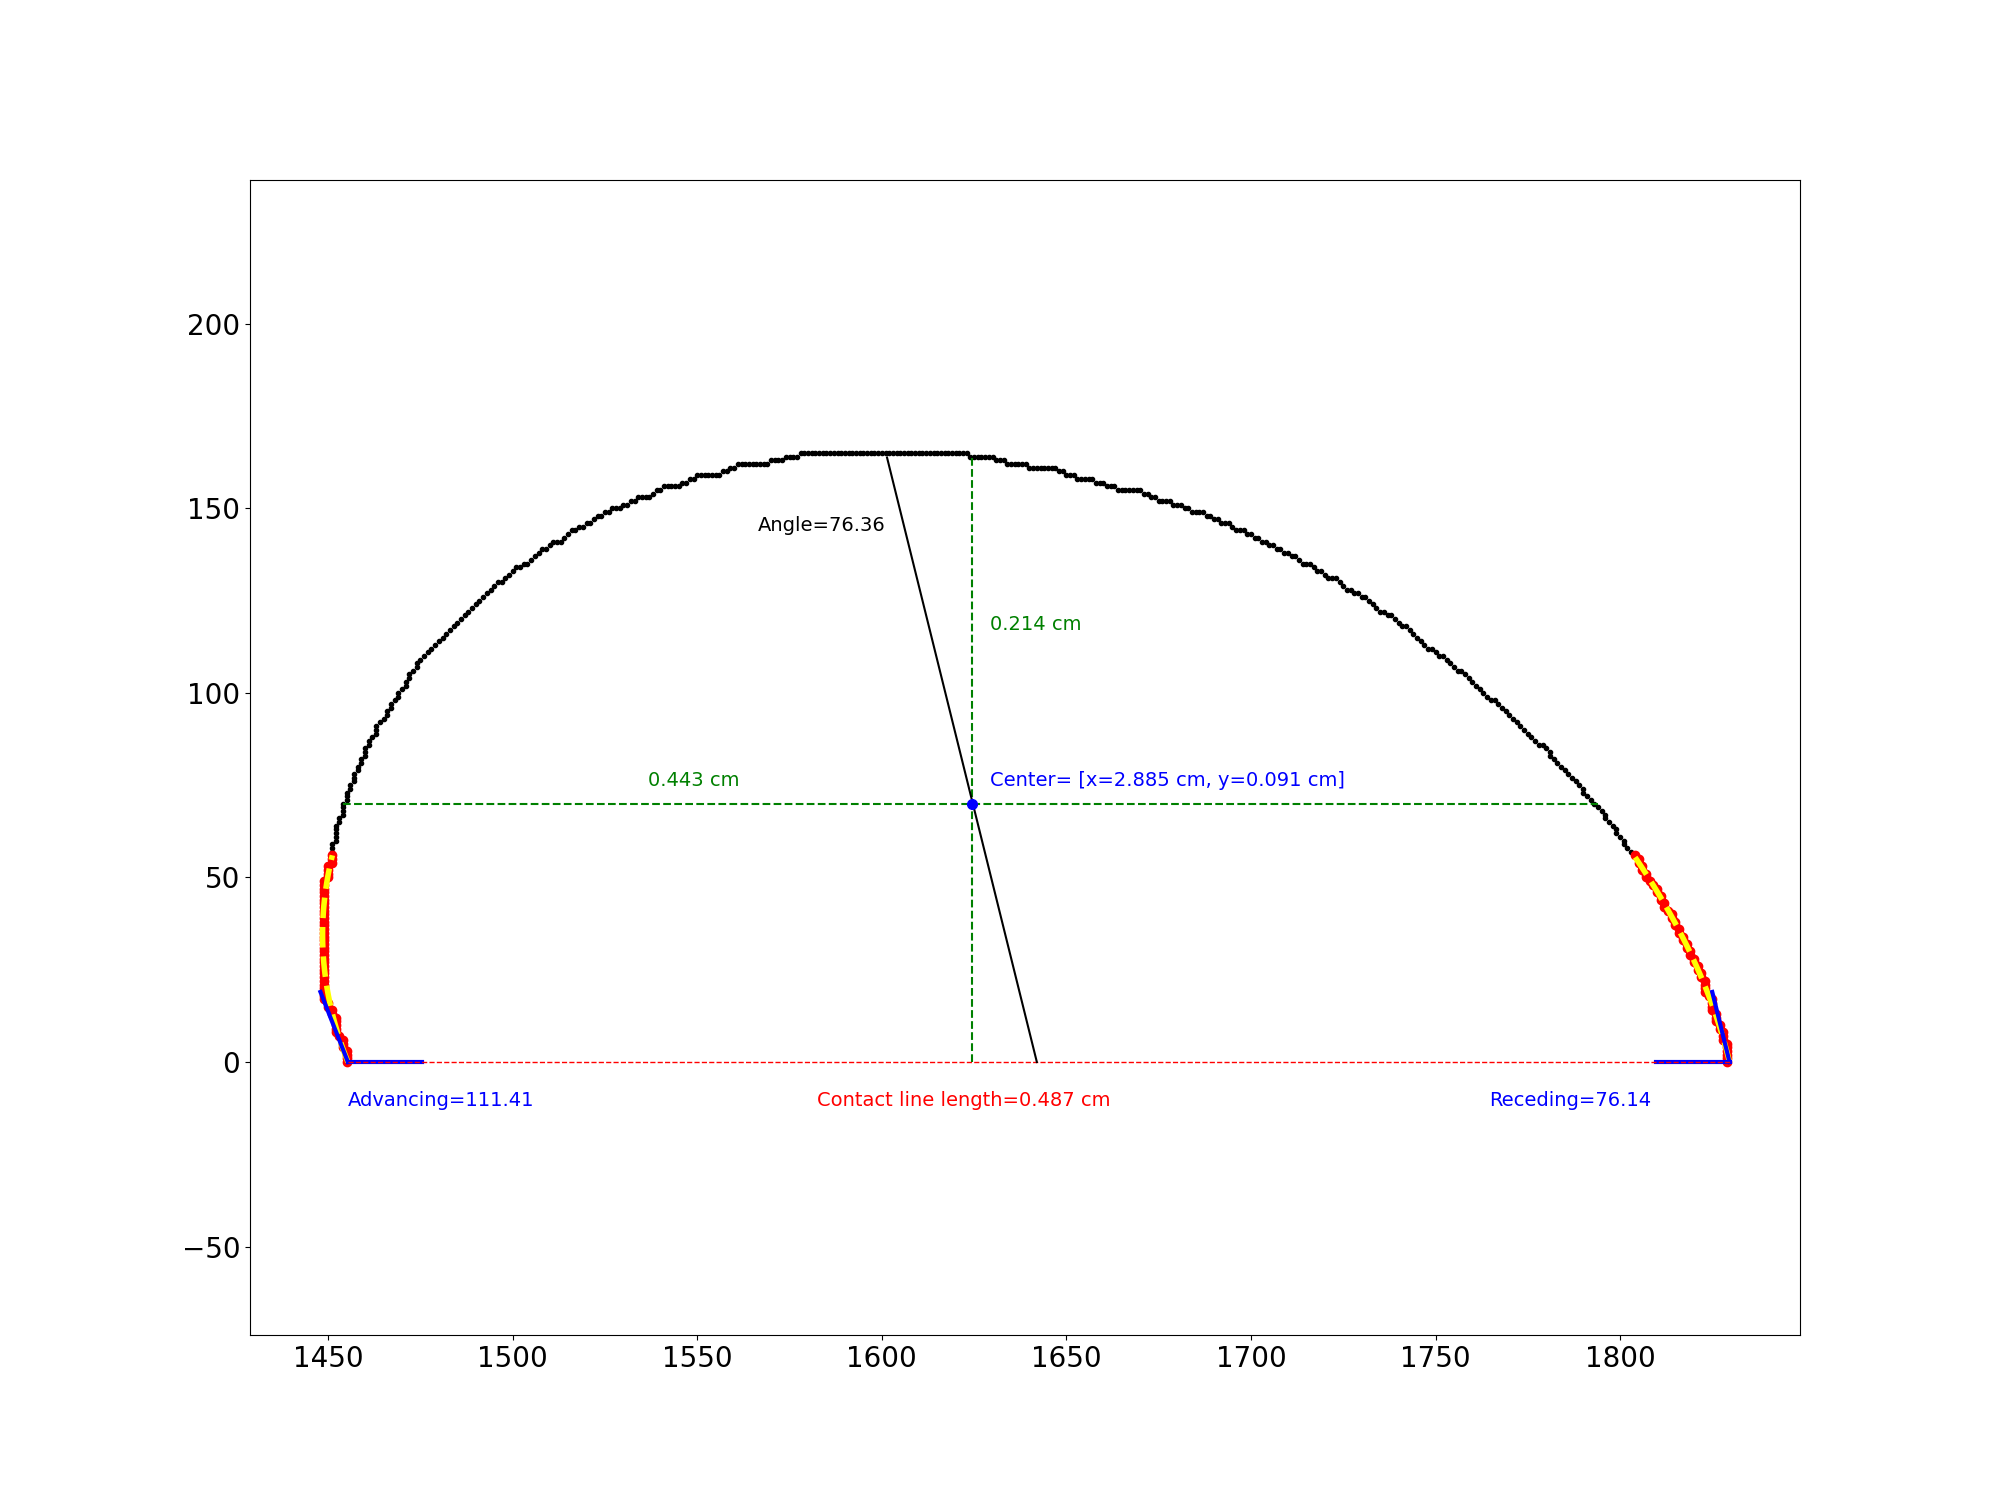 200
150
Angle=76.36
0.214 cm
100
0.443 cm
Center= [x=2.885 cm, y=0.091 cm]
50
0
Advancing=111.41
Contact line length=0.487 cm
Receding=76.14
−50
1450 1500 1550 1600 1650 1700 1750 1800